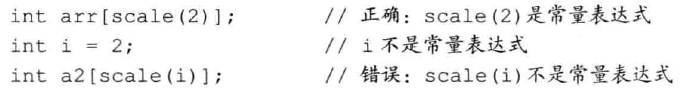 int arr[scale(2)]; // 正确：scale(2)是常量表达式
int i = 2; // i 不是常量表达式
int a2[scale(i)]; // 错误：scale(i)不是常量表达式